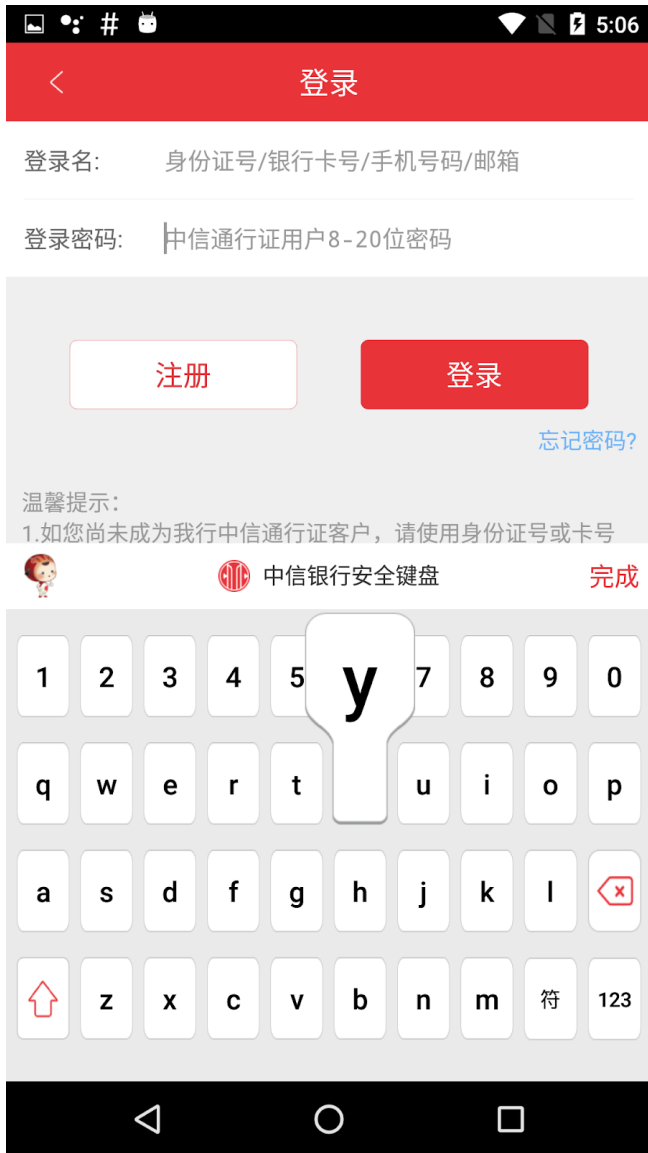 # 5:06
登录
登录名: 身份证号/银行卡号/手机号码/邮箱
登录密码: 中信通行证用户8-20位密码
注册 登录
忘记密码?
温馨提示：
1.如您尚未成为我行中信通行证客户，请使用身份证号或卡号
中信银行安全键盘 完成
1 2 3 4 5 7 8 9 0
y
q w e r t u i o p
a s d f g h j k l
z x c v b n m 符 123